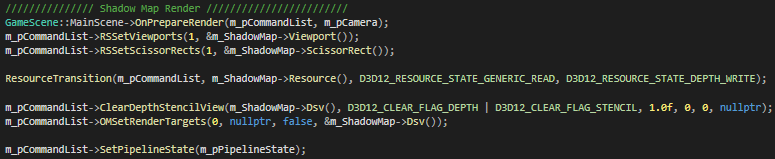 /////////////// Shadow Map Render /////////////////////////
GameScene::MainScene->OnPrepareRender(m_pCommandList, m_pCamera);
m_pCommandList->RSSetViewports(1, &m_ShadowMap->Viewport());
m_pCommandList->RSSetScissorRects(1, &m_ShadowMap->ScissorRect());
ResourceTransition(m_pCommandList, m_ShadowMap->Resource(), D3D12_RESOURCE_STATE_GENERIC_READ, D3D12_RESOURCE_STATE_DEPTH_WRITE);
m_pCommandList->ClearDepthStencilView(m_ShadowMap->Dsv(), D3D12_CLEAR_FLAG_DEPTH | D3D12_CLEAR_FLAG_STENCIL, 1.0f, 0, 0, nullptr);
m_pCommandList->OMSetRenderTargets(0, nullptr, false, &m_ShadowMap->Dsv());
m_pCommandList->SetPipelineState(m_pPipelineState);